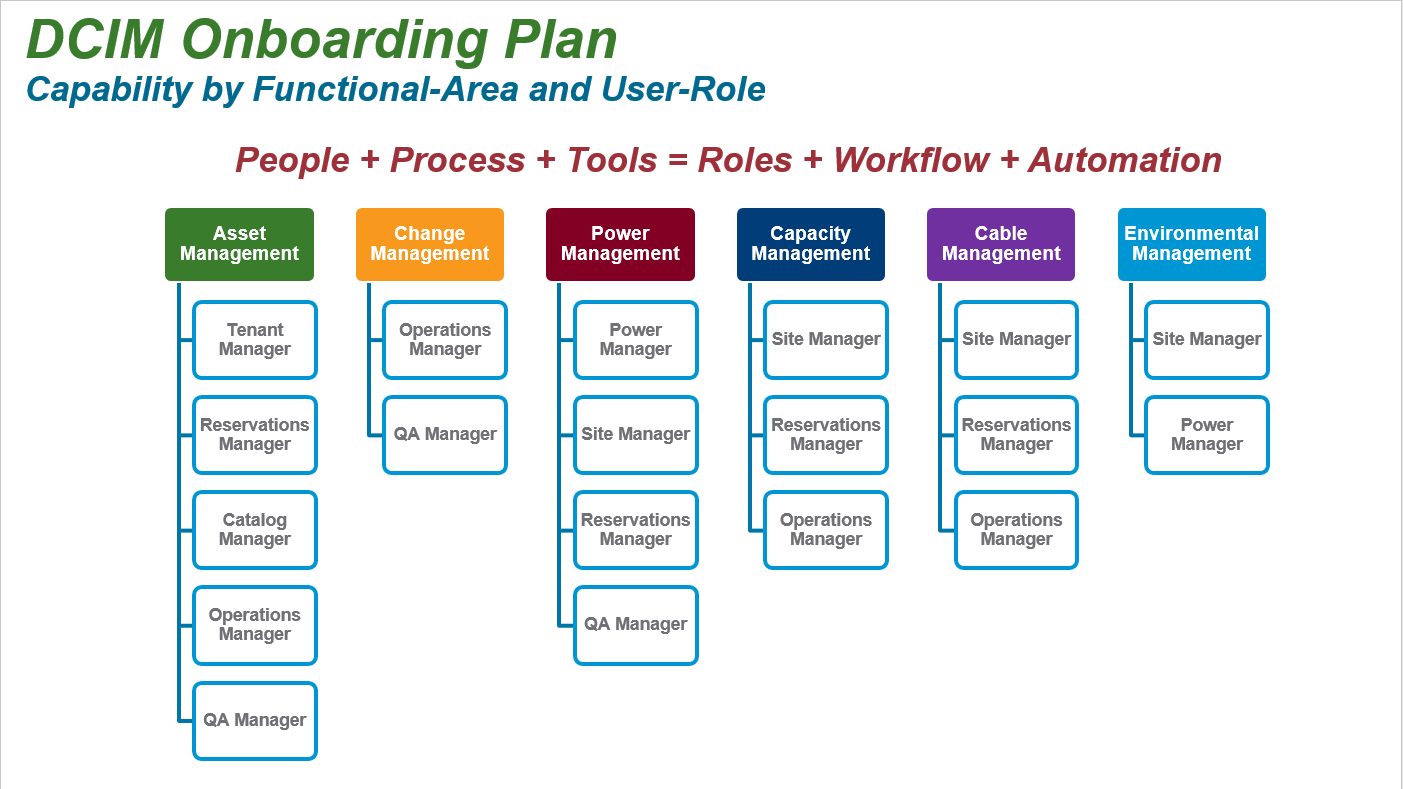 DCIM Onboarding Plan
Capability by Functional-Area and User-Role
People + Process + Tools = Roles + Workflow + Automation
Asset
Management
Tenant
Manager
Reservations
Manager
Catalog
Manager
Operations
Manager
QA Manager
Change
Management
Operations
Manager
QA Manager
Power
Management
Power
Manager
Site Manager
Reservations
Manager
QA Manager
Capacity
Management
Site Manager
Reservations
Manager
Operations
Manager
Cable
Management
Site Manager
Reservations
Manager
Operations
Manager
Environmental
Management
Site Manager
Power
Manager